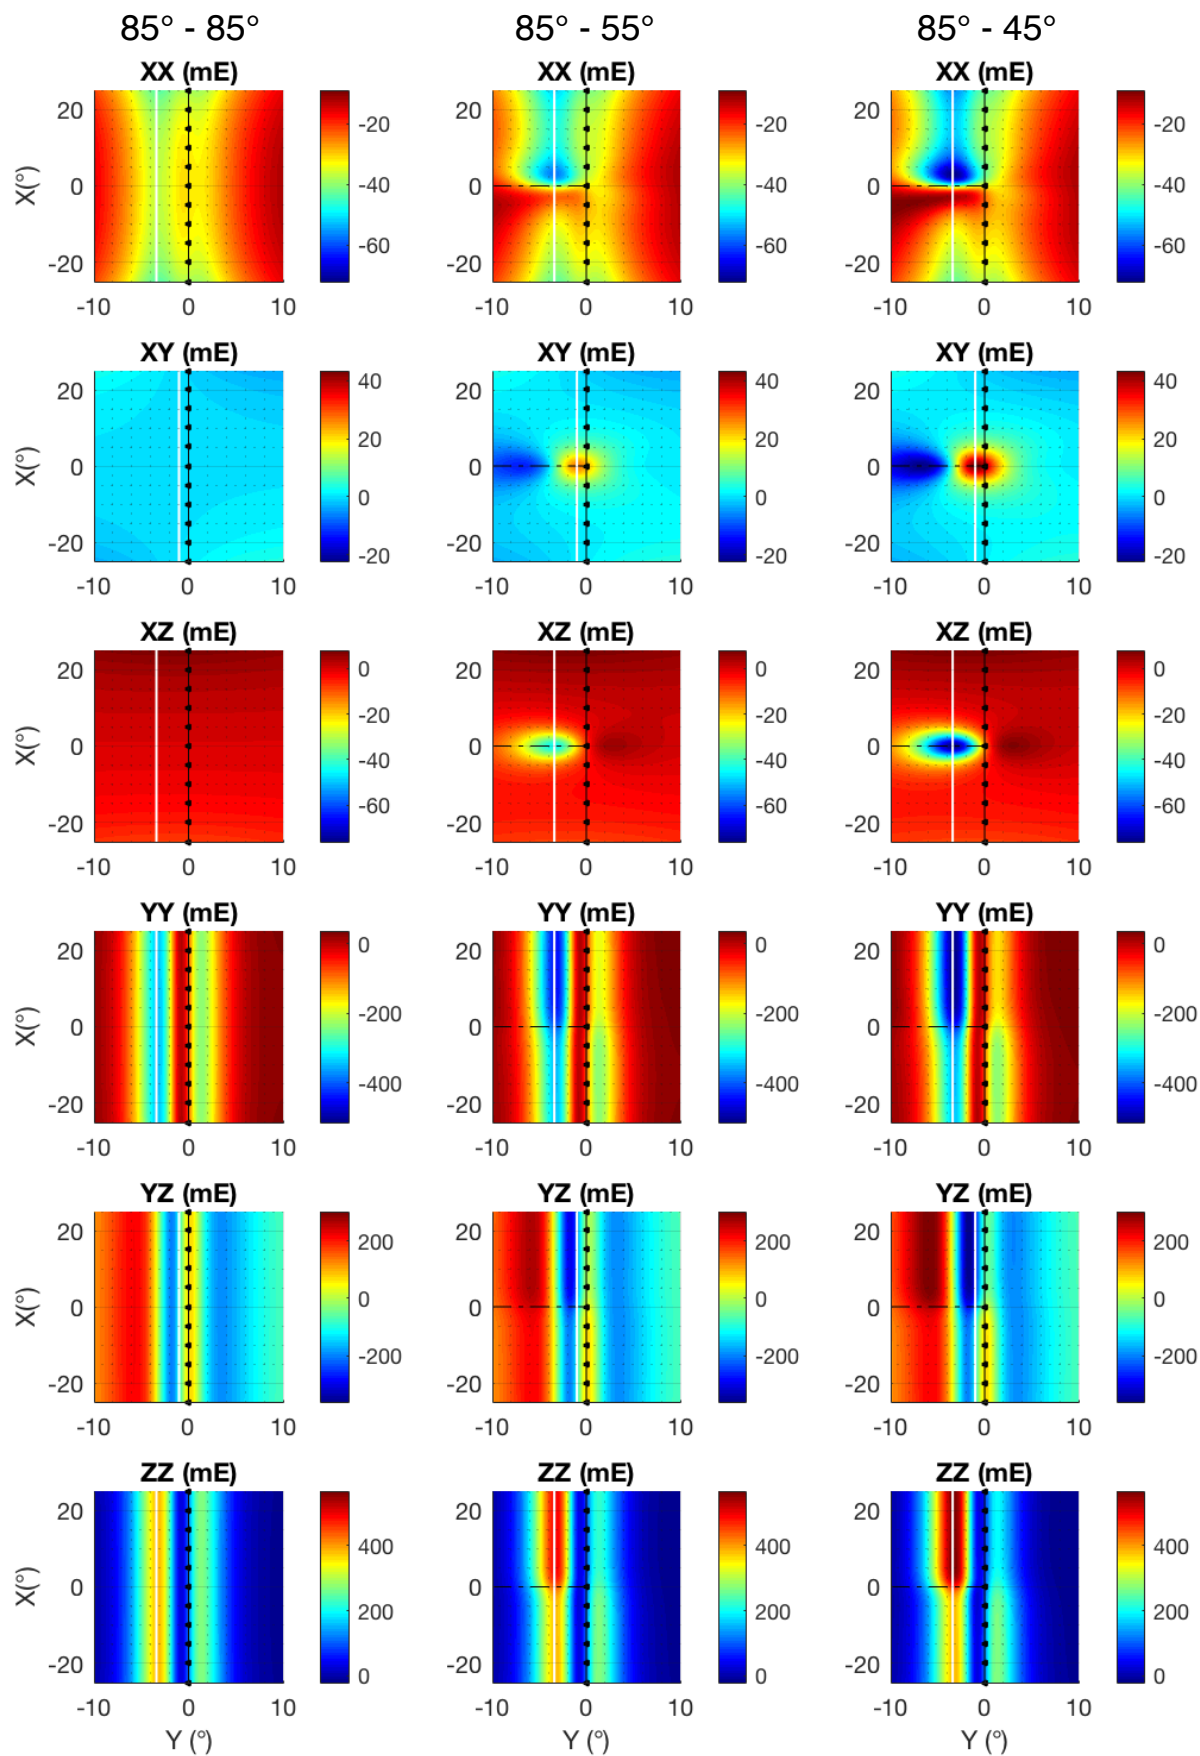 85° - 85° 85° - 55° 85° - 45°
XX (mE) XX (mE) XX (mE)
20 -20 20 -20 20 -20
X(°) 0 -40 0 -40 0 -40
-60 -60 -60
-20 -20 -20
-10 0 10 -10 0 10 -10 0 10
XY (mE) XY (mE) XY (mE)
20 40 20 40 20 40
20 20 20
X(°) 0 0 0 0 0 0
-20 -20 -20 -20 -20 -20
-10 0 10 -10 0 10 -10 0 10
XZ (mE) XZ (mE) XZ (mE)
20 0 20 0 20 0
-20 -20 -20
X(°) 0 -40 0 -40 0 -40
-60 -60 -60
-20 -20 -20
-10 0 10 -10 0 10 -10 0 10
YY (mE) YY (mE) YY (mE)
20 0 20 0 20 0
X(°) 0 -200 0 -200 0 -200
-400 -400 -400
-20 -20 -20
-10 0 10 -10 0 10 -10 0 10
YZ (mE) YZ (mE) YZ (mE)
20 200 20 200 20 200
X(°) 0 0 0 0 0 0
-200 -200 -200
-20 -20 -20
-10 0 10 -10 0 10 -10 0 10
ZZ (mE) ZZ (mE) ZZ (mE)
20 400 20 400 20 400
X(°) 0 200 0 200 0 200
-20 0 -20 0 -20 0
-10 0 10 -10 0 10 -10 0 10
Y (°) Y (°) Y (°)